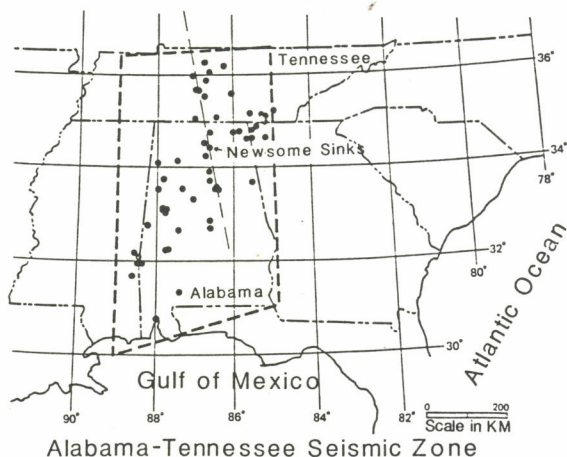 Tennessee
36°
Newsome Sinks
34°
78°
32°
80°
Alabama
Atlantic Ocean
30°
Gulf of Mexico
90°
88°
86°
84°
82°
0 200
Scale in KM
Alabama-Tennessee Seismic Zone